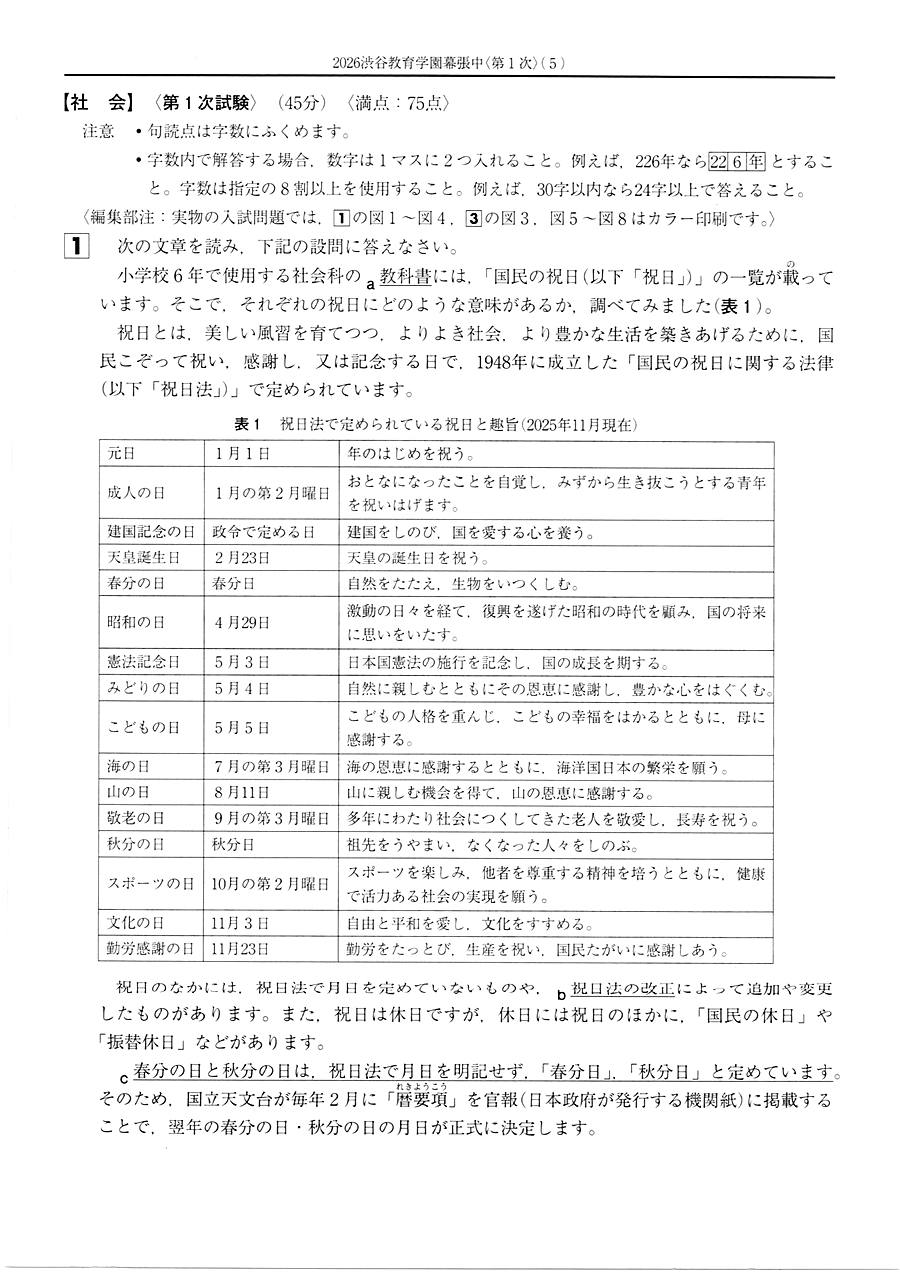 2026渋谷教育学園幕張中〈第1次〉(5)
【社 会】〈第1次試験〉(45分)〈満点:75点〉
注意 ・句読点は字数にふくめます。
・字数内で解答する場合,数字は1マスに2つ入れること。例えば,226年なら22 6 年とするこ
と。字数は指定の8割以上を使用すること。例えば,30字以内なら24字以上で答えること。
〈編集部注:実物の入試問題では,1の図1～図4,3の図3,図5～図8はカラー印刷です。〉
1 次の文章を読み,下記の設問に答えなさい。
小学校6年で使用する社会科のa教科書には,「国民の祝日(以下「祝日」)」の一覧が載(の)って
います。そこで,それぞれの祝日にどのような意味があるか,調べてみました(表1)。
祝日とは,美しい風習を育てつつ,よりよき社会,より豊かな生活を築きあげるために,国
民こぞって祝い,感謝し,又は記念する日で,1948年に成立した「国民の祝日に関する法律
(以下「祝日法」)」で定められています。
表1 祝日法で定められている祝日と趣旨(2025年11月現在)
元日 1月1日 年のはじめを祝う。
成人の日 1月の第2月曜日 おとなになったことを自覚し,みずから生き抜こうとする青年
を祝いはげます。
建国記念の日 政令で定める日 建国をしのび,国を愛する心を養う。
天皇誕生日 2月23日 天皇の誕生日を祝う。
春分の日 春分日 自然をたたえ,生物をいつくしむ。
昭和の日 4月29日 激動の日々を経て,復興を遂げた昭和の時代を顧み,国の将来
に思いをいたす。
憲法記念日 5月3日 日本国憲法の施行を記念し,国の成長を期する。
みどりの日 5月4日 自然に親しむとともにその恩恵に感謝し,豊かな心をはぐくむ。
こどもの日 5月5日 こどもの人格を重んじ,こどもの幸福をはかるとともに,母に
感謝する。
海の日 7月の第3月曜日 海の恩恵に感謝するとともに,海洋国日本の繁栄を願う。
山の日 8月11日 山に親しむ機会を得て,山の恩恵に感謝する。
敬老の日 9月の第3月曜日 多年にわたり社会につくしてきた老人を敬愛し,長寿を祝う。
秋分の日 秋分日 祖先をうやまい,なくなった人々をしのぶ。
スポーツの日 10月の第2月曜日 スポーツを楽しみ,他者を尊重する精神を培うとともに,健康
で活力ある社会の実現を願う。
文化の日 11月3日 自由と平和を愛し,文化をすすめる。
勤労感謝の日 11月23日 勤労をたっとび,生産を祝い,国民たがいに感謝しあう。
祝日のなかには,祝日法で月日を定めていないものや,b祝日法の改正によって追加や変更
したものがあります。また,祝日は休日ですが,休日には祝日のほかに,「国民の休日」や
「振替休日」などがあります。
c春分の日と秋分の日は,祝日法で月日を明記せず,「春分日」,「秋分日」と定めています。
そのため,国立天文台が毎年2月に「暦要項(れきようこう)」を官報(日本政府が発行する機関紙)に掲載する
ことで,翌年の春分の日・秋分の日の月日が正式に決定します。